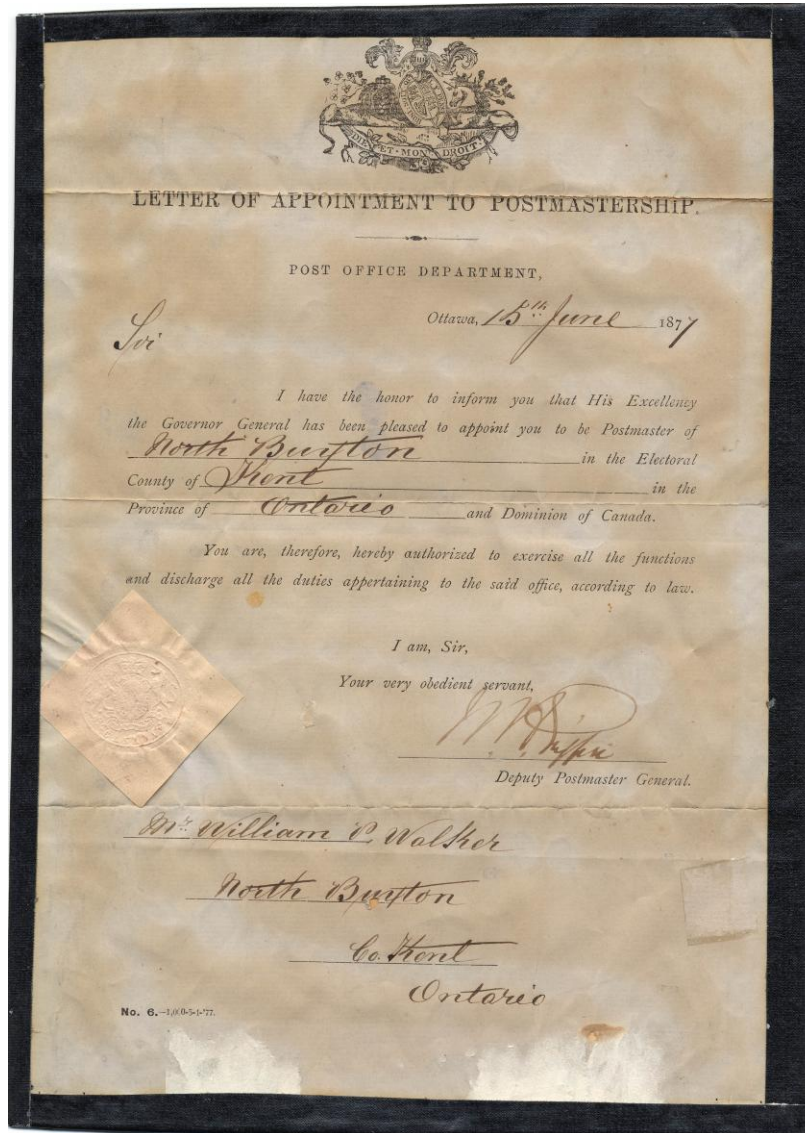 DIEU·ET·MON·DROIT
LETTER OF APPOINTMENT TO POSTMASTERSHIP.
POST OFFICE DEPARTMENT,
Ottawa, 15th June 1877
Sir
I have the honor to inform you that His Excellency
the Governor General has been pleased to appoint you to be Postmaster of
North Buxton in the Electoral
County of Kent in the
Province of Ontario and Dominion of Canada.
You are, therefore, hereby authorized to exercise all the functions
and discharge all the duties appertaining to the said office, according to law.
I am, Sir,
Your very obedient servant,
Deputy Postmaster General.
Mr William P. Walker
North Buxton
Co. Kent
Ontario
No. 6.—1,000-5-1-'77.